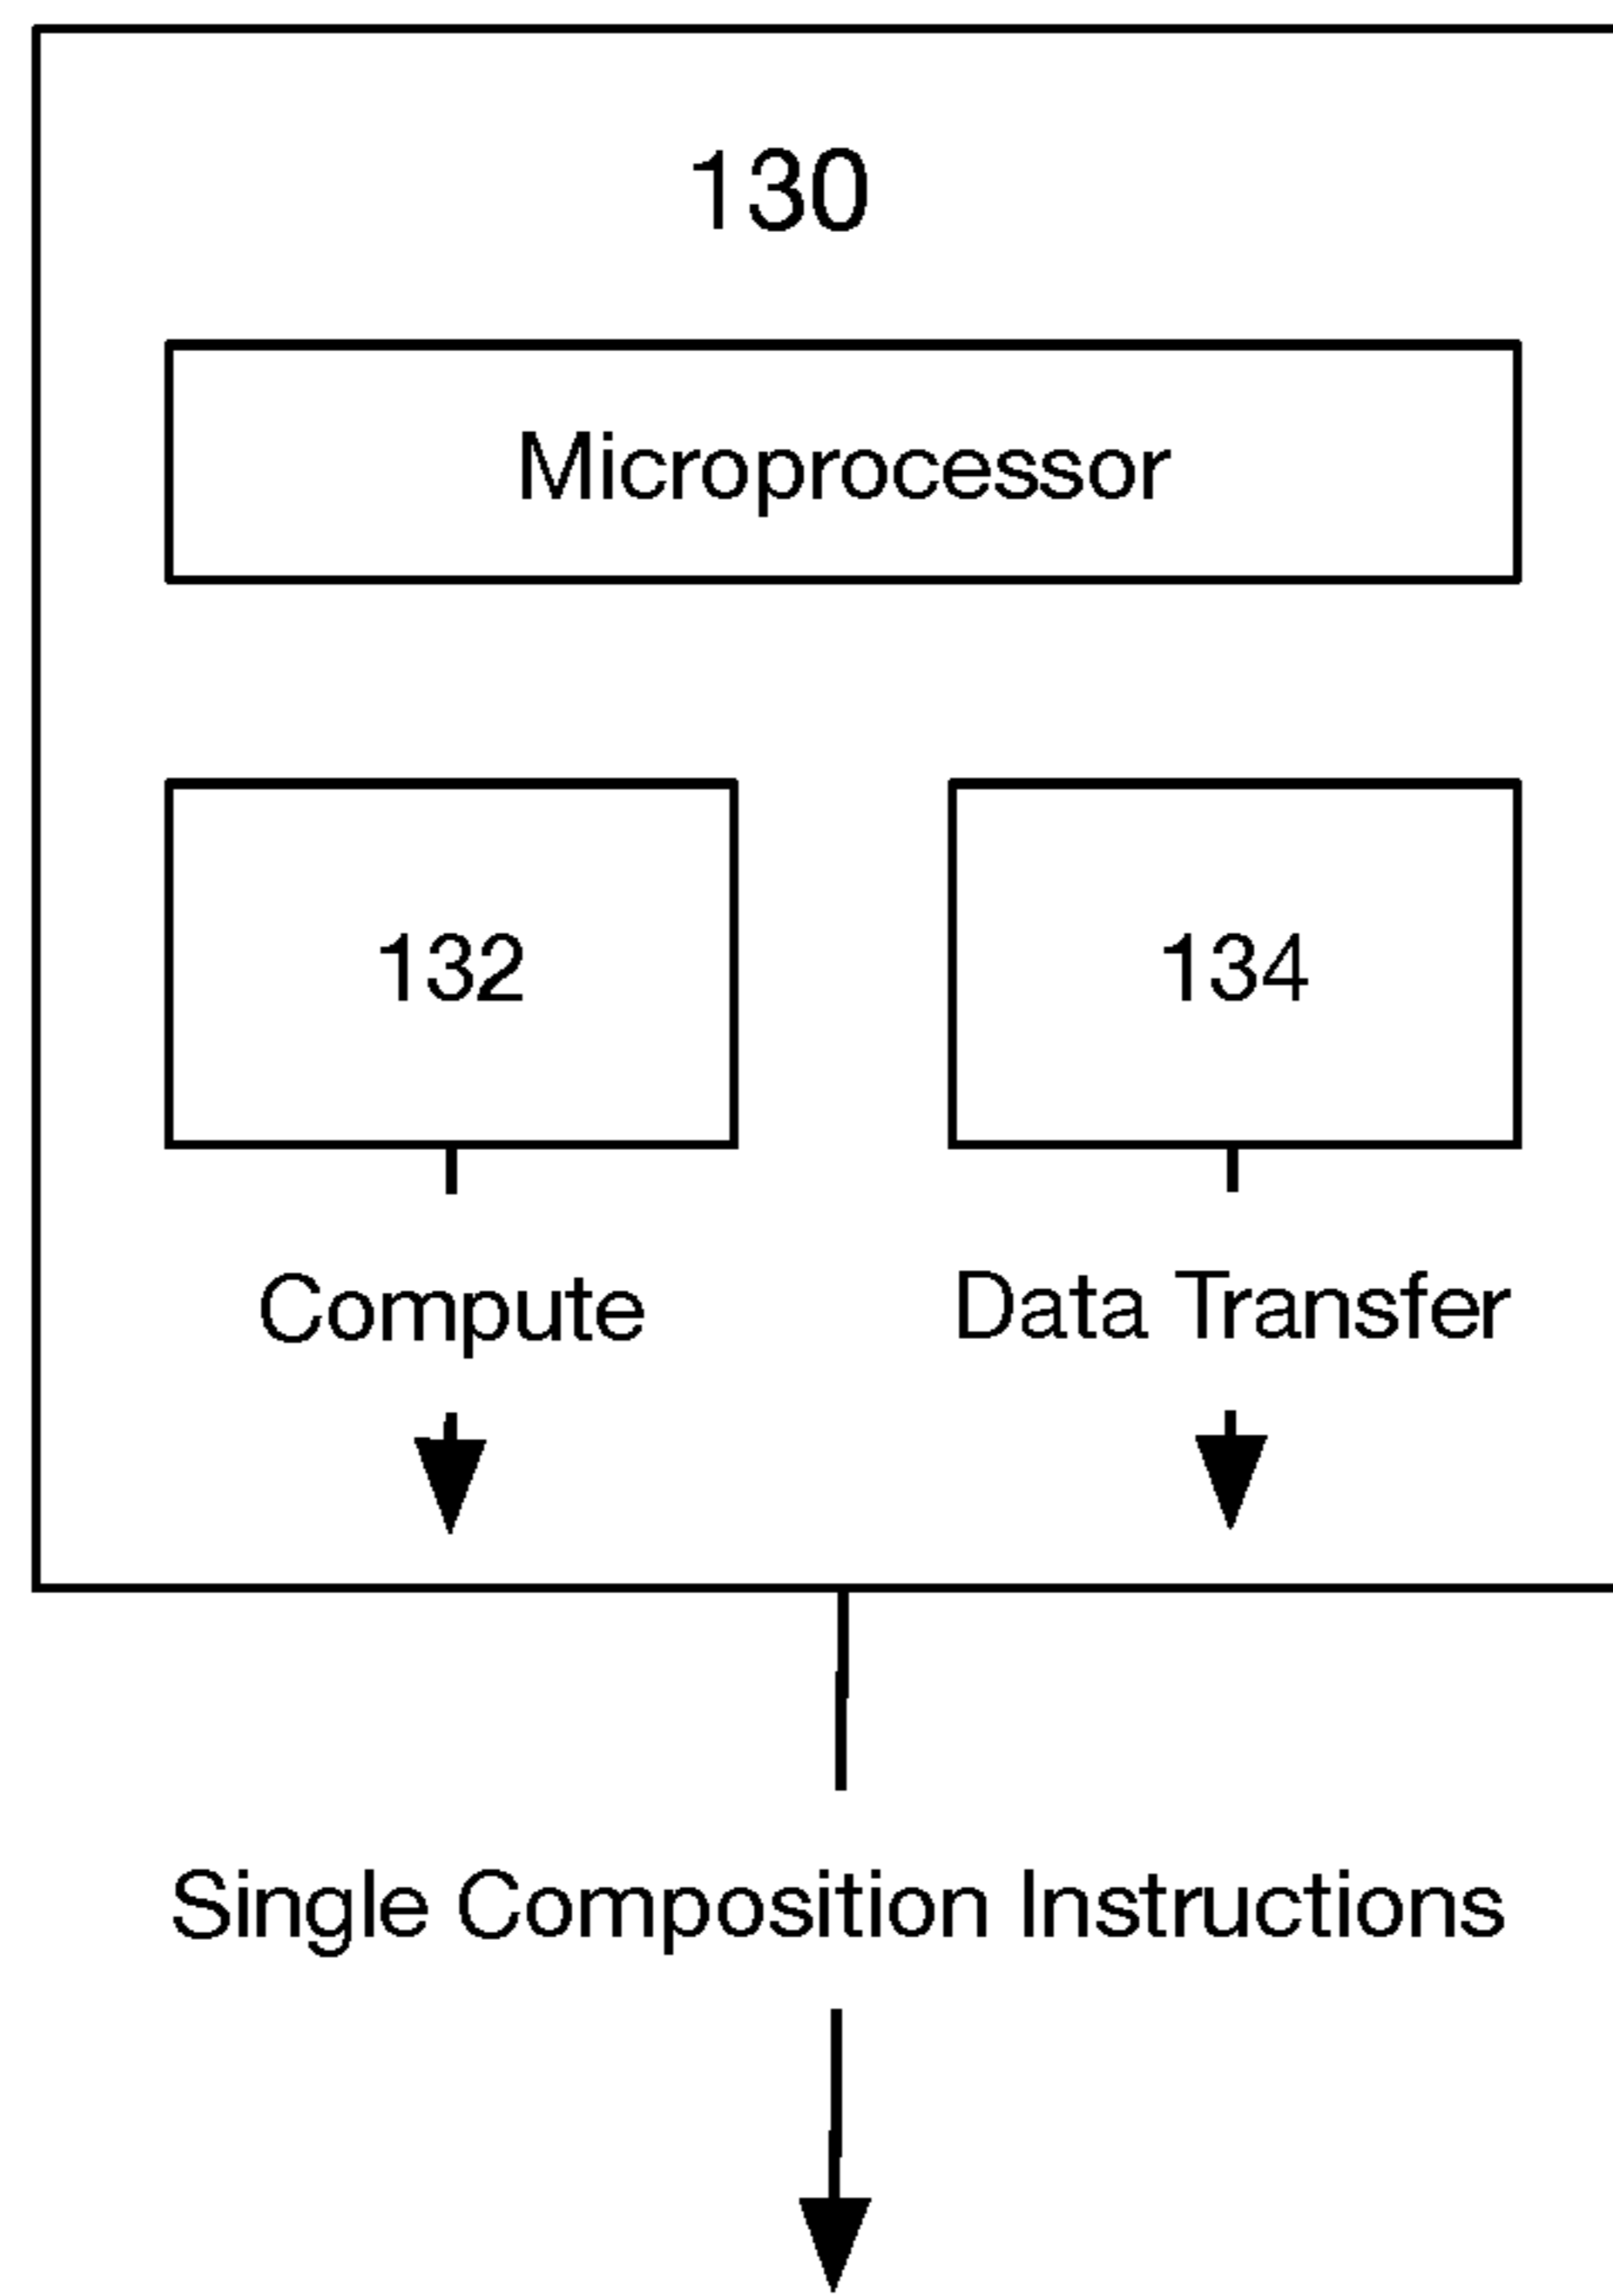 130
Microprocessor
132 134
Compute Data Transfer
Single Composition Instructions